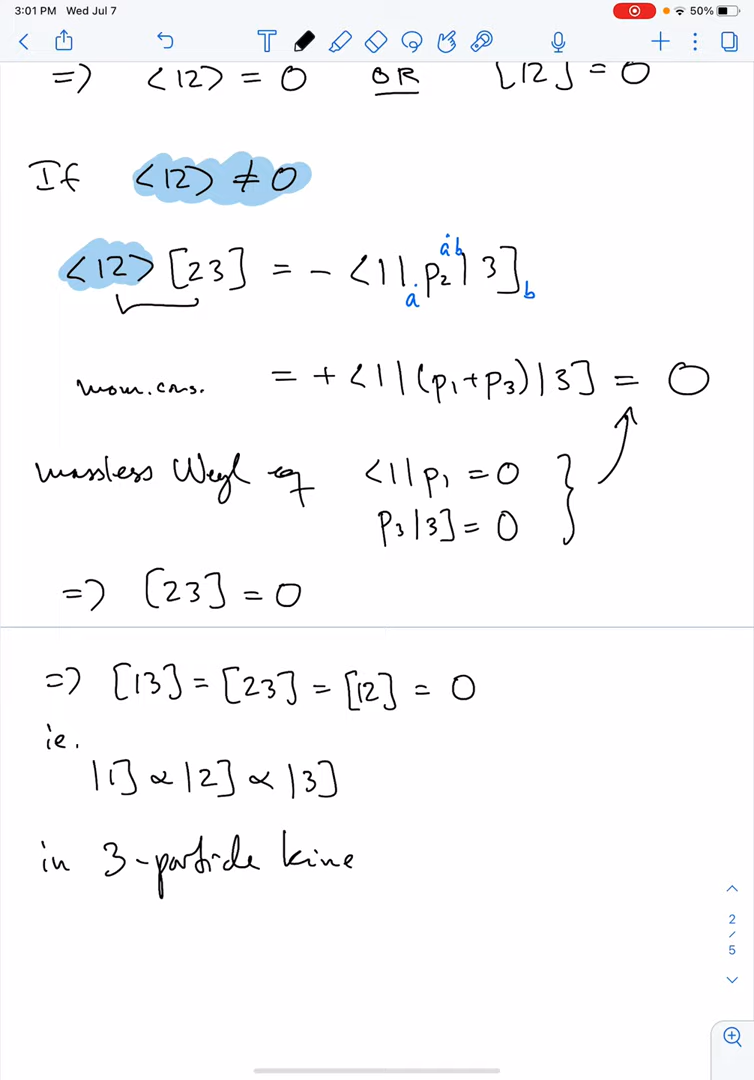 3:01 PM Wed Jul 7
50%
=> <12> = 0 OR [12] = 0
If <12> ≠ 0
<12> [23] = - <1| p₂ |3]
ȧ ȧb b
mom. cns. = + <1|(p₁+p₃)|3] = 0
massless Weyl eq <1|p₁ = 0
p₃|3] = 0
=> [23] = 0
=> [13] = [23] = [12] = 0
ie.
|1] ∝ |2] ∝ |3]
in 3-particle kine
2
/
5